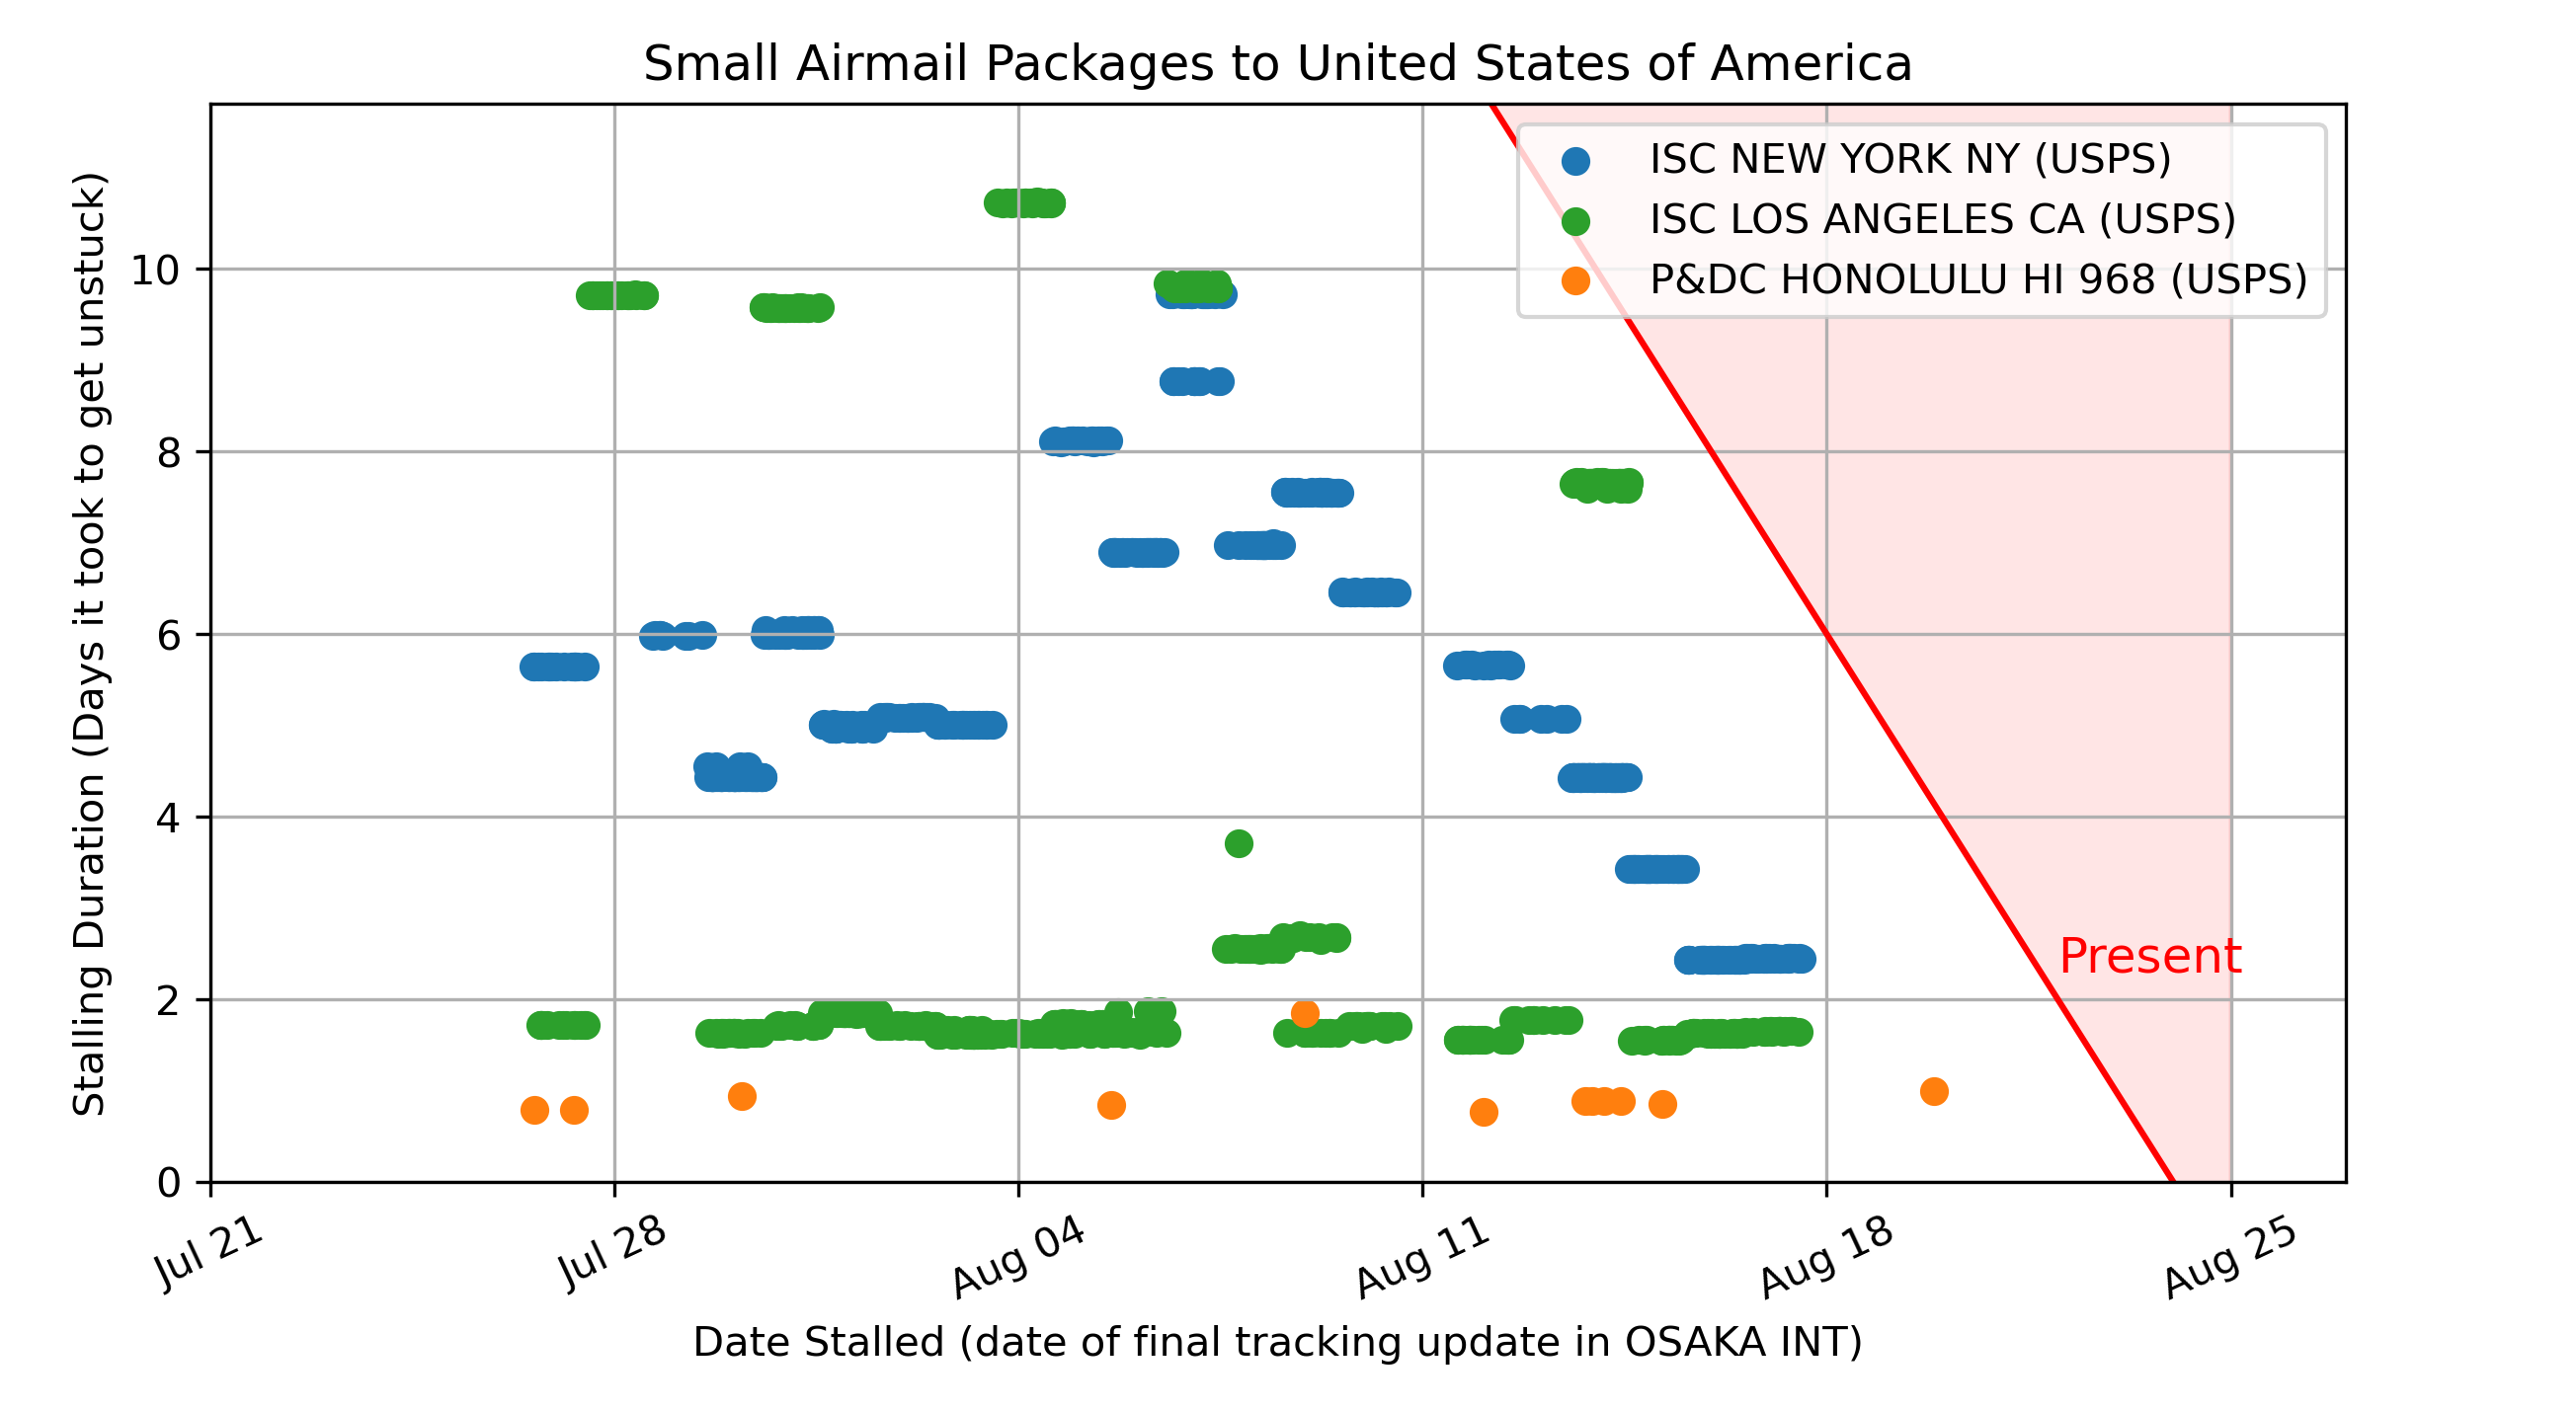 Small Airmail Packages to United States of America
Stalling Duration (Days it took to get unstuck)
10
8
6
4
2
0
ISC NEW YORK NY (USPS)
ISC LOS ANGELES CA (USPS)
P&DC HONOLULU HI 968 (USPS)
Present
Jul 21
Jul 28
Aug 04
Aug 11
Aug 18
Aug 25
Date Stalled (date of final tracking update in OSAKA INT)